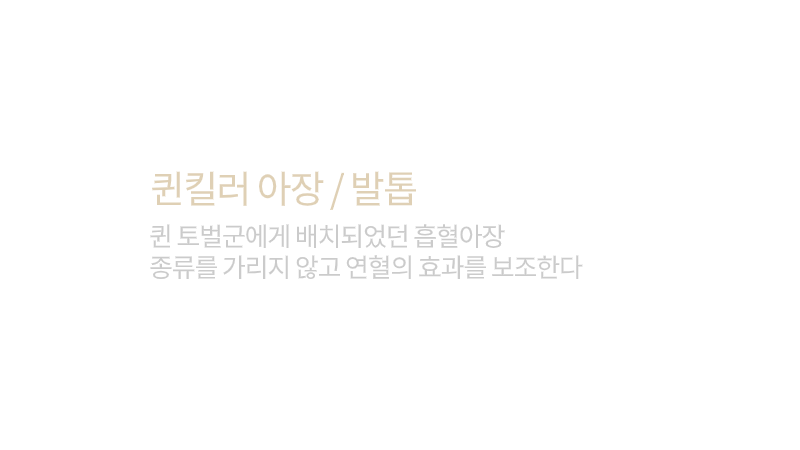 퀸킬러 아장 / 발톱
퀸 토벌군에게 배치되었던 흡혈아장
종류를 가리지 않고 연혈의 효과를 보조한다